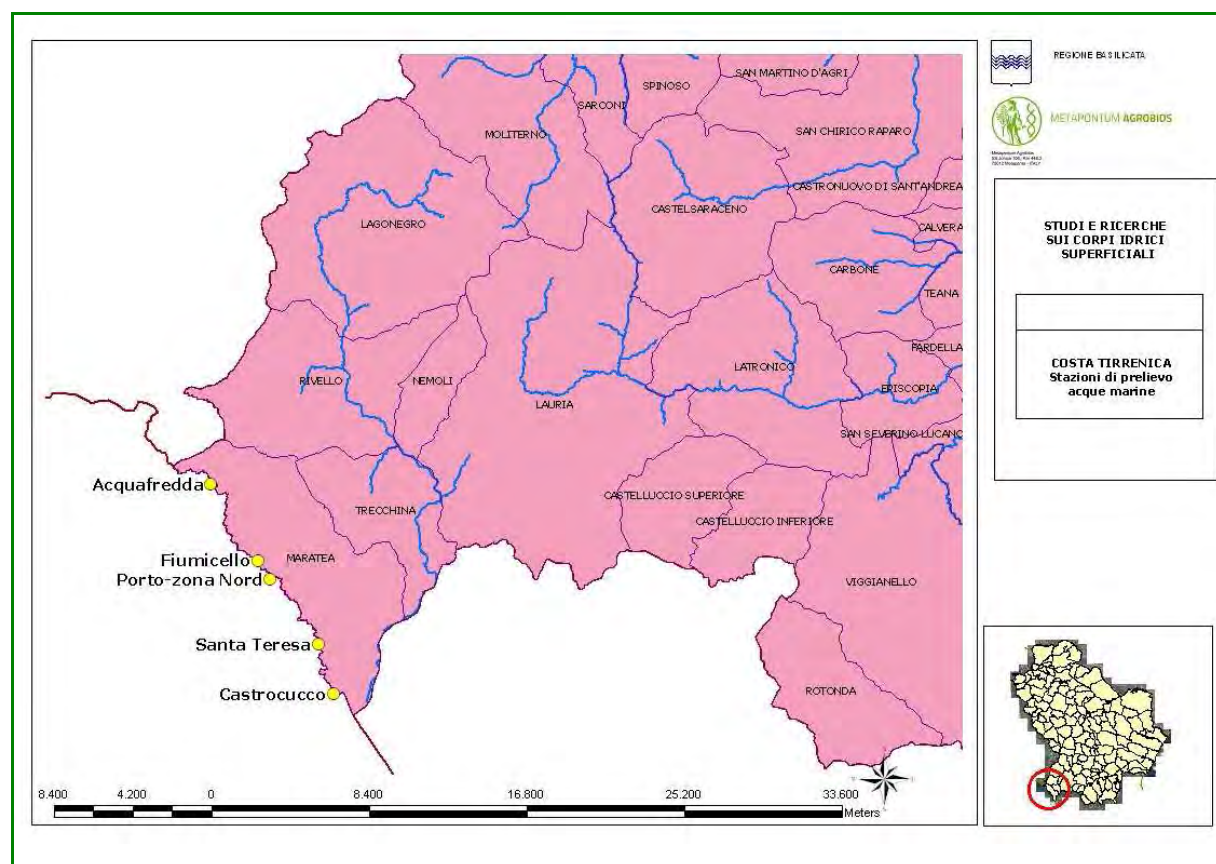 SAN MARTINO D'AGRI
SPINOSO
SARCONI
MOLITERNO
SAN CHIRICO RAPARO
CASTRONUOVO DI SANT'ANDREA
CASTELSARACENO
LAGONEGRO
CALVERA
CARBONE
TEANA
FARDELLA
LATRONICO
EPISCOPIA
RIVELLO
NEMOLI
LAURIA
SAN SEVERINO LUCANO
Acquafredda
CASTELLUCCIO SUPERIORE
TRECCHINA
CASTELLUCCIO INFERIORE
Fiumicello
MARATEA
Porto-zona Nord
VIGGIANELLO
Santa Teresa
Castrocucco
ROTONDA
8.400 4.200 0 8.400 16.800 25.200 33.600
Meters
REGIONE BASILICATA
METAPONTUM AGROBIOS
Metapontum Agrobios
STUDI E RICERCHE
SUI CORPI IDRICI
SUPERFICIALI
COSTA TIRRENICA
Stazioni di prelievo
acque marine